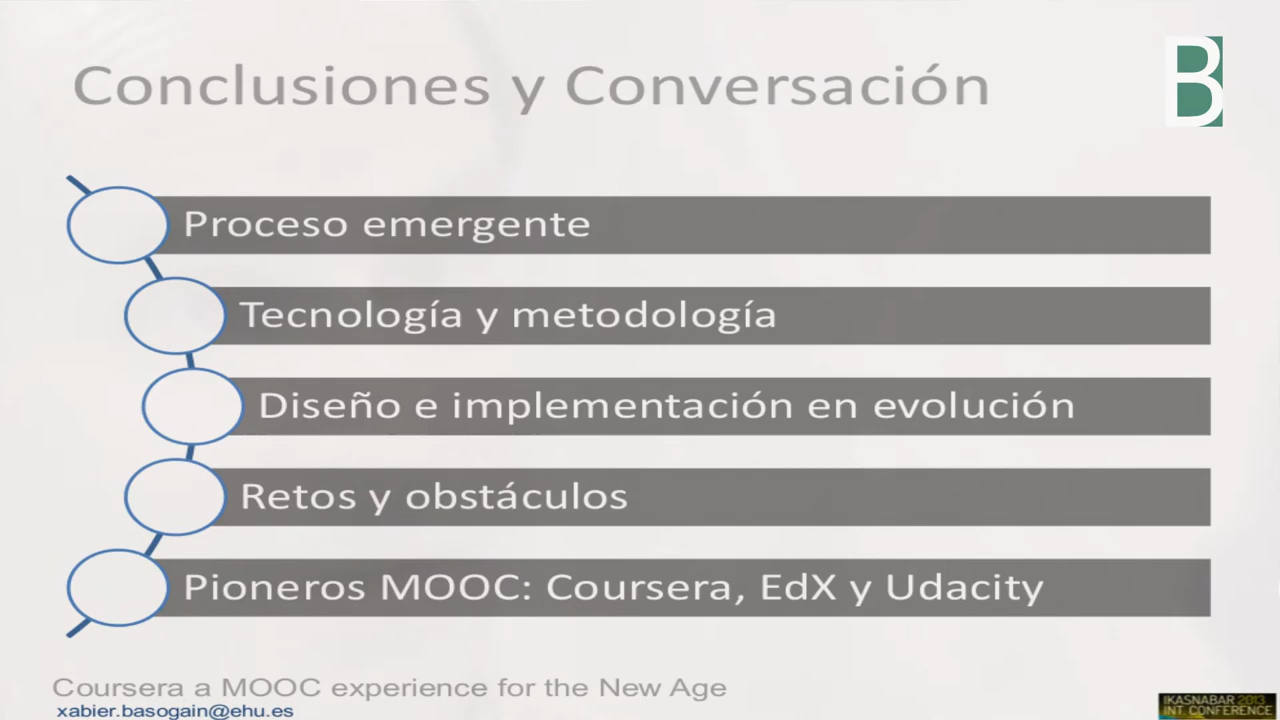 Conclusiones y Conversación
B
Proceso emergente
Tecnología y metodología
Diseño e implementación en evolución
Retos y obstáculos
Pioneros MOOC: Coursera, EdX y Udacity
Coursera a MOOC experience for the New Age
xabier.basogain@ehu.es
IKASNABAR 2013
INT. CONFERENCE